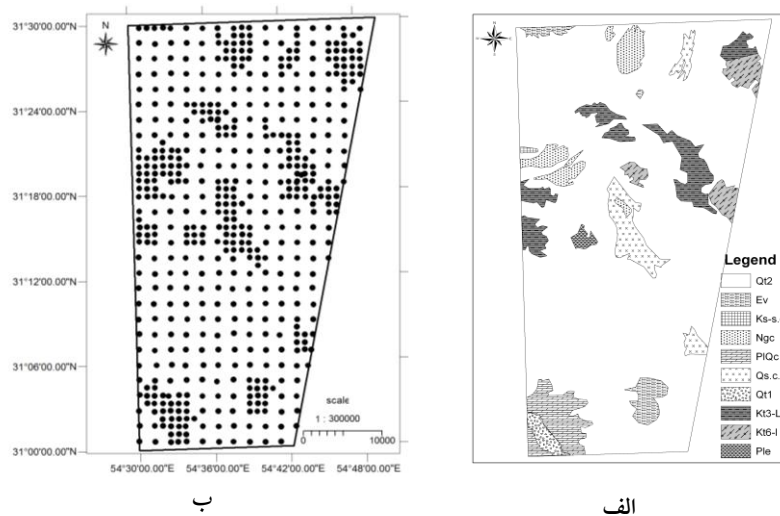 N
31°30'00.00"N
31°24'00.00"N
31°18'00.00"N
31°12'00.00"N
31°06'00.00"N
31°00'00.00"N
54°30'00.00"E 54°36'00.00"E 54°42'00.00"E 54°48'00.00"E
scale
1 : 300000
0 10000
ب
N
Legend
Qt2
Ev
Ks-s.
Ngc
PlQc
Qs.c.
Qt1
Kt3-L
Kt6-l
Ple
الف